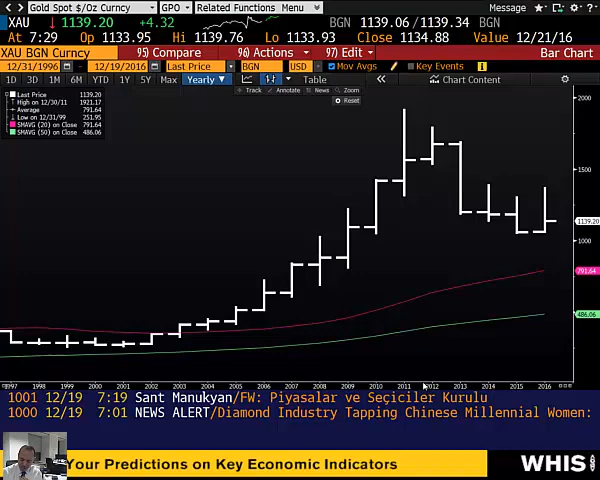 Gold Spot $/Oz Curncy GPO Related Functions Menu Message
XAU ↓ 1139.20 +4.32 BGN 1139.06/1139.34 BGN
At 7:29 Op 1133.95 Hi 1139.76 Lo 1133.93 Close 1134.88 Value 12/21/16
XAU BGN Curncy 95) Compare 96) Actions 97) Edit Bar Chart
12/31/1996 - 12/19/2016 Last Price BGN USD Mov Avgs Key Events
1D 3D 1M 6M YTD 1Y 5Y Max Yearly Table Chart Content
Track Annotate News Zoom
Reset
Last Price 1139.20
High on 12/30/11 1921.17
Average 791.64
Low on 12/31/99 251.95
SMAVG (20) on Close 791.64
SMAVG (50) on Close 486.06
2000
1500
1139.20
1000
791.64
486.06
1997 1998 1999 2000 2001 2002 2003 2004 2005 2006 2007 2008 2009 2010 2011 2012 2013 2014 2015 2016
1001 12/19 7:19 Sant Manukyan/FW: Piyasalar ve Seçiciler Kurulu
1000 12/19 7:01 NEWS ALERT/Diamond Industry Tapping Chinese Millennial Women:
Your Predictions on Key Economic Indicators WHIS